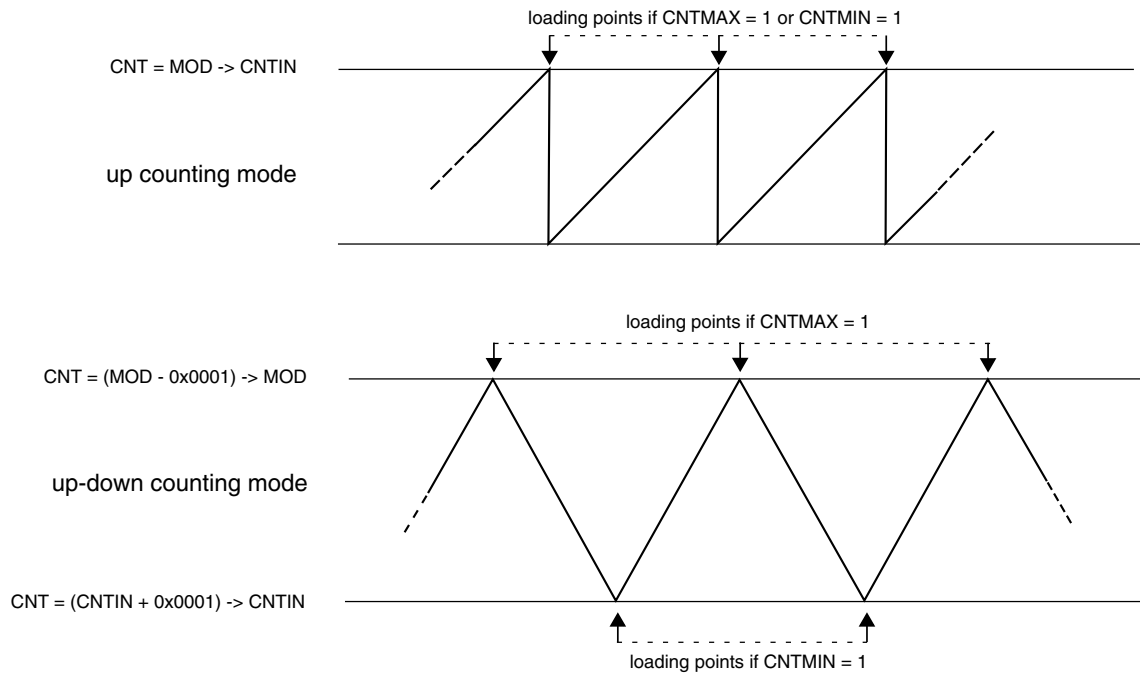 loading points if CNTMAX = 1 or CNTMIN = 1
CNT = MOD -> CNTIN
up counting mode
loading points if CNTMAX = 1
CNT = (MOD - 0x0001) -> MOD
up-down counting mode
CNT = (CNTIN + 0x0001) -> CNTIN
loading points if CNTMIN = 1